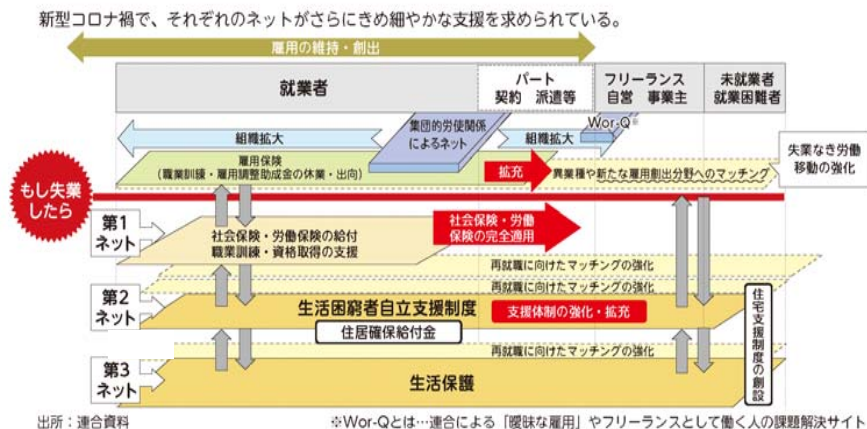 新型コロナ禍で、それぞれのネットがさらにきめ細やかな支援を求められている。
雇用の維持・創出
就業者
パート
契約 派遣等
フリーランス
自営 事業主
未就業者
就業困難者
組織拡大
集団的労使関係
によるネット
組織拡大
Wor-Q※
雇用保険
(職業訓練・雇用調整助成金の休業・出向)
拡充
異業種や新たな雇用創出分野へのマッチング
失業なき労働
移動の強化
もし失業
したら
第1
ネット
社会保険・労働保険の給付
職業訓練・資格取得の支援
社会保険・労働
保険の完全適用
再就職に向けたマッチングの強化
再就職に向けたマッチングの強化
第2
ネット
生活困窮者自立支援制度
支援体制の強化・拡充
住居確保給付金
住宅支援制度の創設
再就職に向けたマッチングの強化
第3
ネット
生活保護
出所:連合資料
※Wor-Qとは…連合による「曖昧な雇用」やフリーランスとして働く人の課題解決サイト